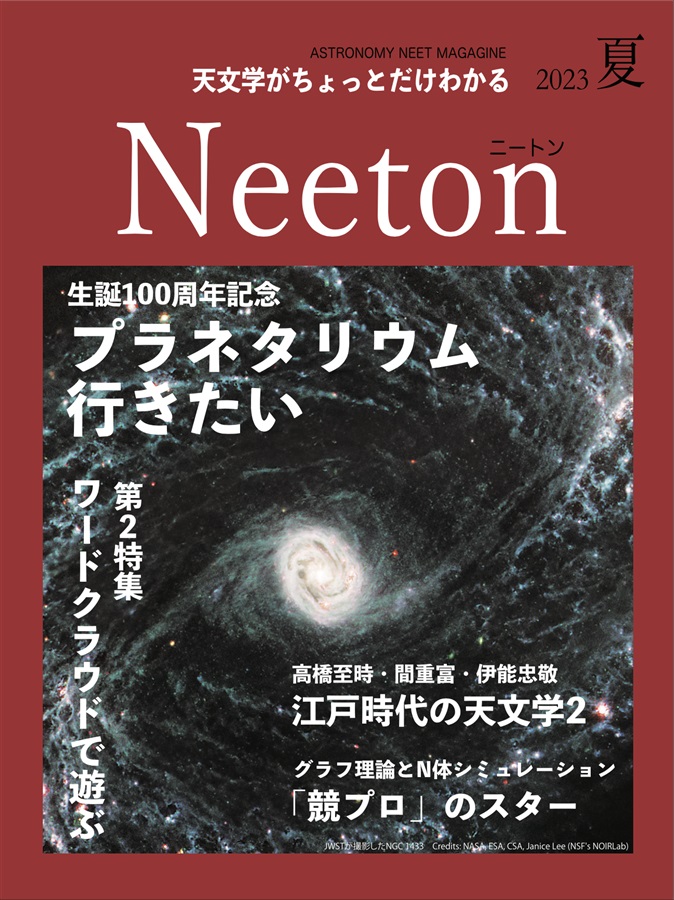 ASTRONOMY NEET MAGAGINE
天文学がちょっとだけわかる
2023 夏
ニートン
Neeton
生誕100周年記念
プラネタリウム
行きたい
第2特集
ワードクラウドで遊ぶ
高橋至時・間重富・伊能忠敬
江戸時代の天文学2
グラフ理論とN体シミュレーション
「競プロ」のスター
JWSTが撮影したNGC 1433 Credits: NASA, ESA, CSA, Janice Lee (NSF's NOIRLab)